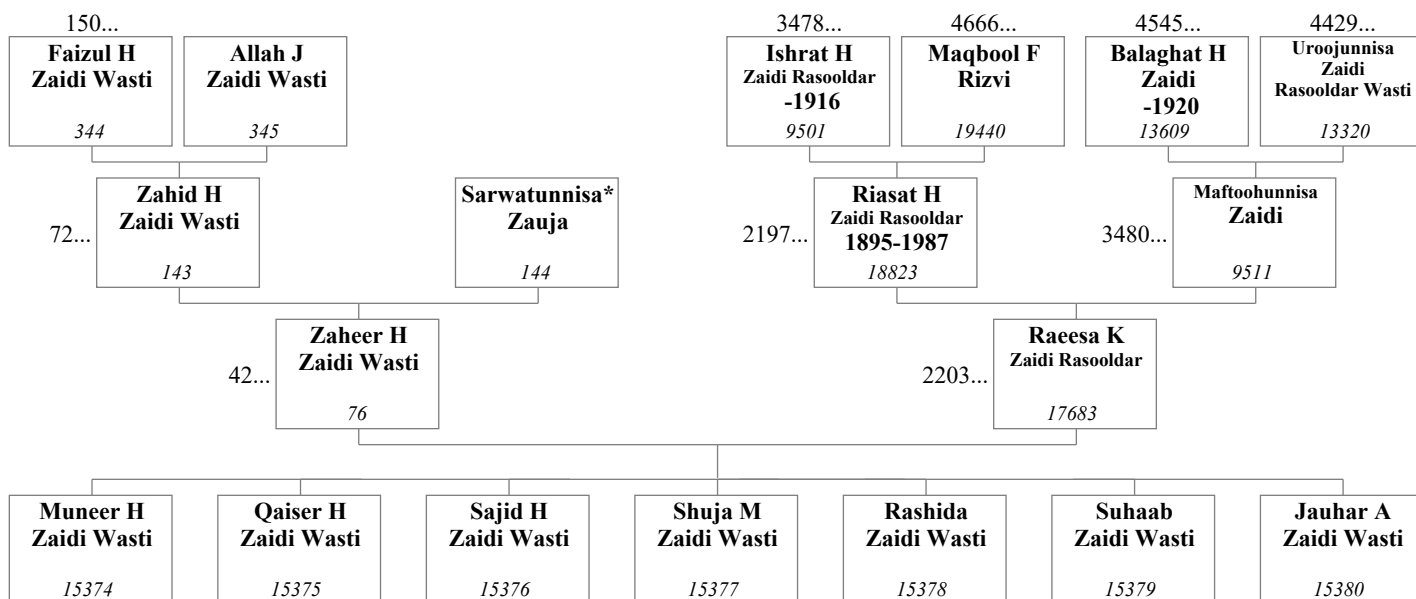 150...
Faizul H
Zaidi Wasti
344
Allah J
Zaidi Wasti
345
3478...
Ishrat H
Zaidi Rasooldar
-1916
9501
4666...
Maqbool F
Rizvi
19440
4545...
Balaghat H
Zaidi
-1920
13609
4429...
Uroojunnisa
Zaidi
Rasooldar Wasti
13320
72...
Zahid H
Zaidi Wasti
143
Sarwatunnisa*
Zauja
144
2197...
Riasat H
Zaidi Rasooldar
1895-1987
18823
3480...
Maftoohunnisa
Zaidi
9511
42...
Zaheer H
Zaidi Wasti
76
2203...
Raeesa K
Zaidi Rasooldar
17683
Muneer H
Zaidi Wasti
15374
Qaiser H
Zaidi Wasti
15375
Sajid H
Zaidi Wasti
15376
Shuja M
Zaidi Wasti
15377
Rashida
Zaidi Wasti
15378
Suhaab
Zaidi Wasti
15379
Jauhar A
Zaidi Wasti
15380